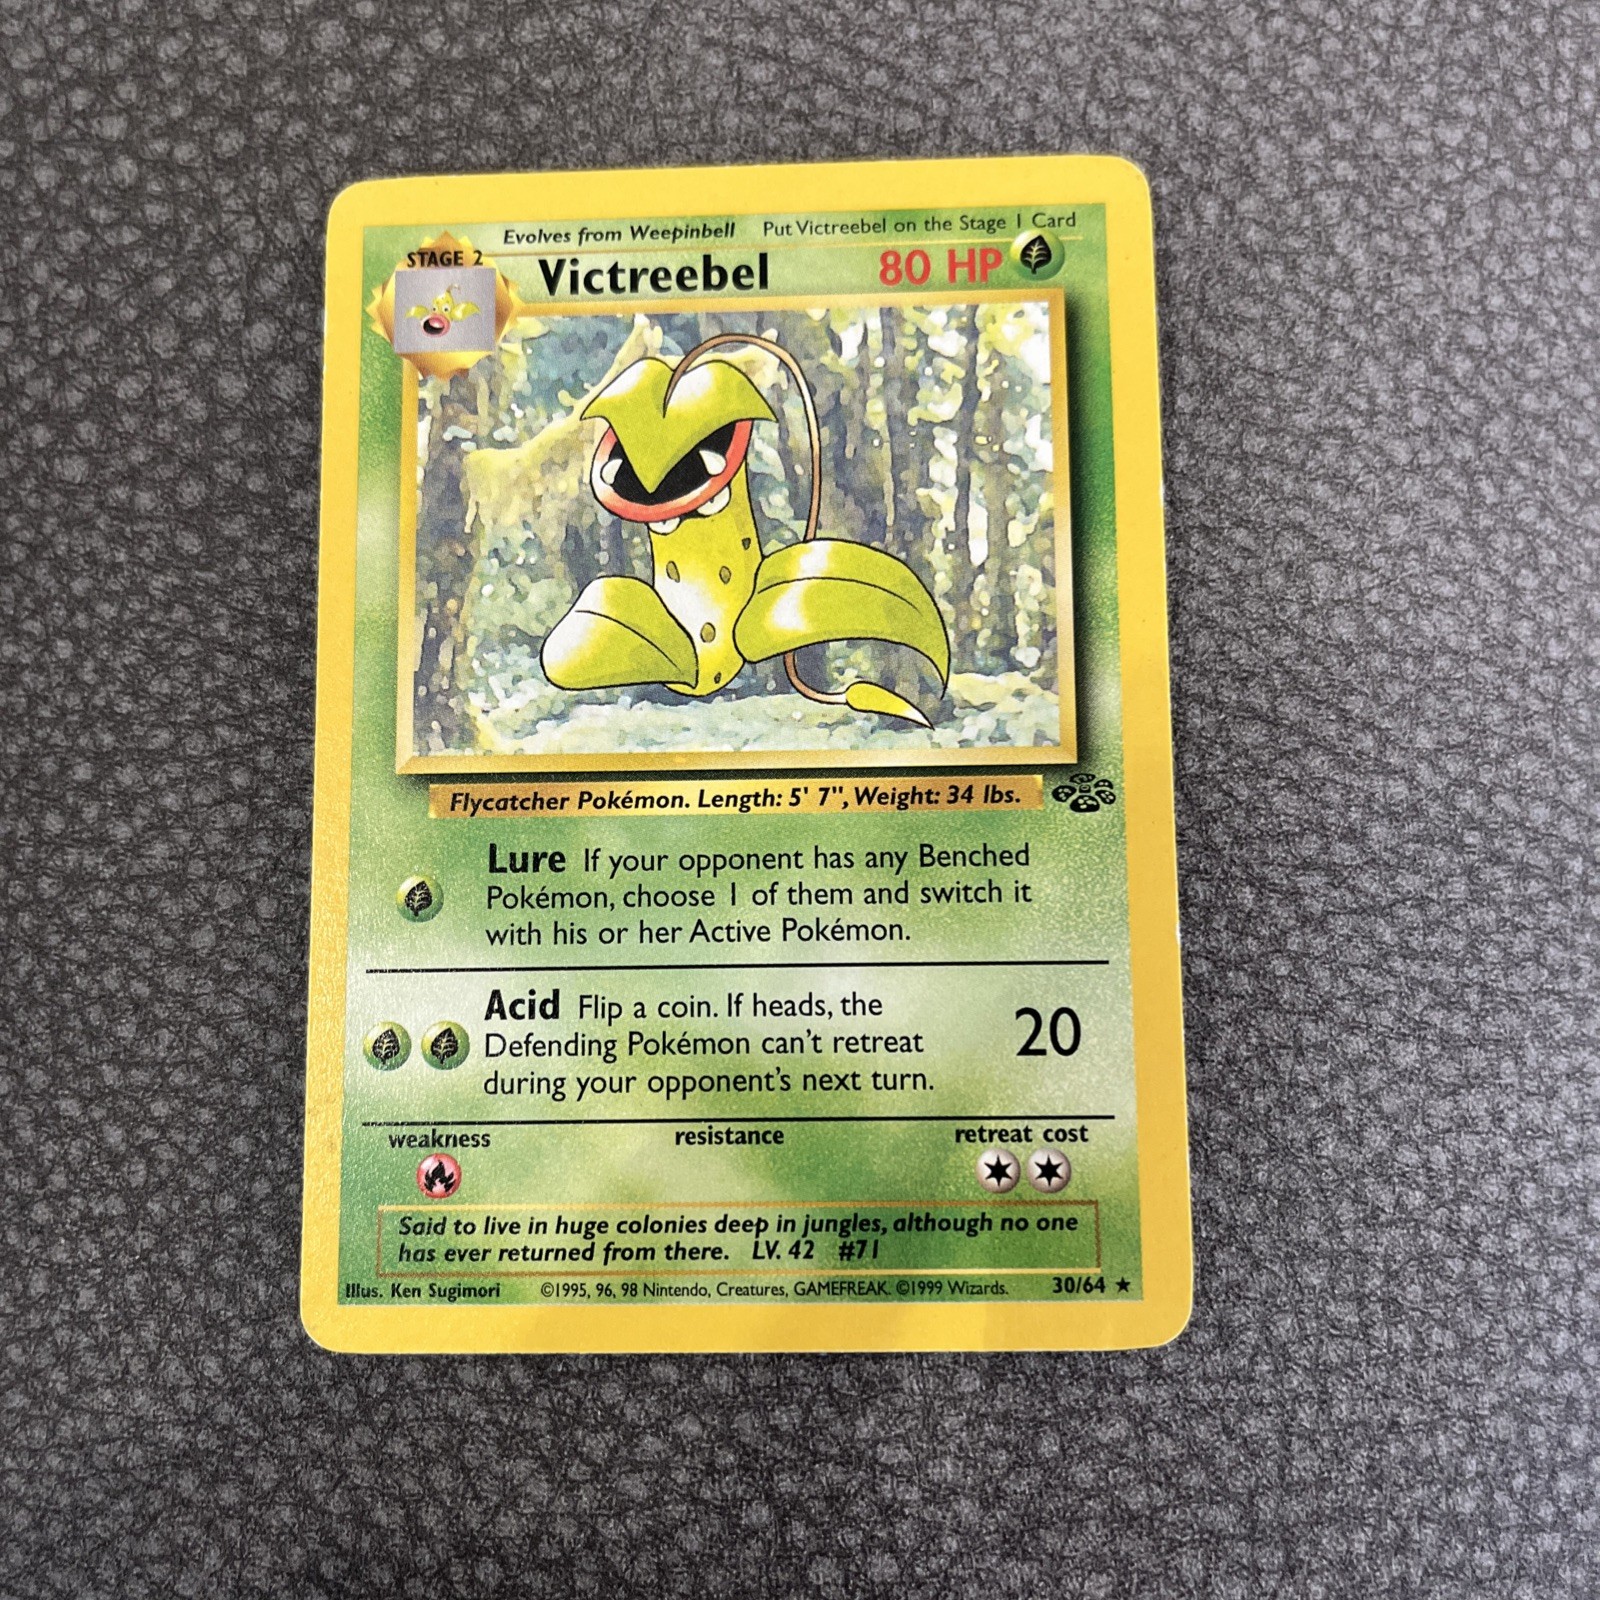 Evolves from Weepinbell Put Victreebel on the Stage 1 Card
STAGE 2
Victreebel 80 HP
Flycatcher Pokémon. Length: 5' 7", Weight: 34 lbs.
Lure If your opponent has any Benched
Pokémon, choose 1 of them and switch it
with his or her Active Pokémon.
Acid Flip a coin. If heads, the
Defending Pokémon can't retreat
during your opponent's next turn.
20
weakness resistance retreat cost
Said to live in huge colonies deep in jungles, although no one
has ever returned from there. LV. 42 #71
Illus. Ken Sugimori ©1995, 96, 98 Nintendo, Creatures, GAMEFREAK. ©1999 Wizards. 30/64 ★